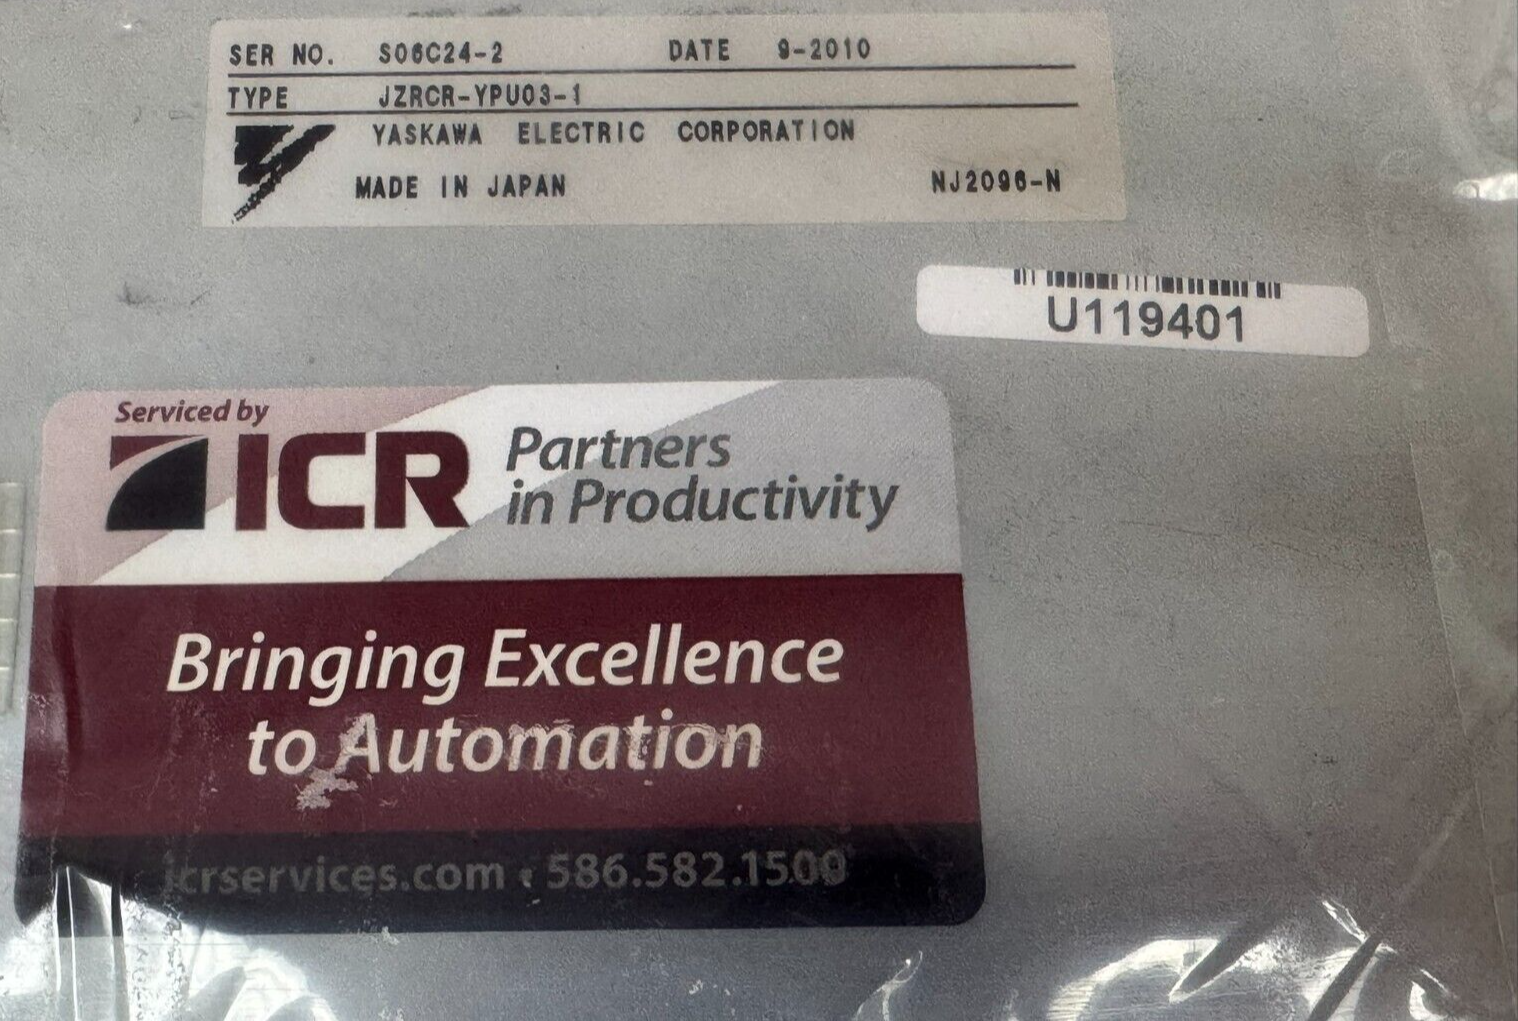 SER NO. S06C24-2 DATE 9-2010
TYPE JZRCR-YPU03-1
YASKAWA ELECTRIC CORPORATION
MADE IN JAPAN NJ2096-N
U119401
Serviced by
ICR Partners
in Productivity
Bringing Excellence
to Automation
icrservices.com • 586.582.1500